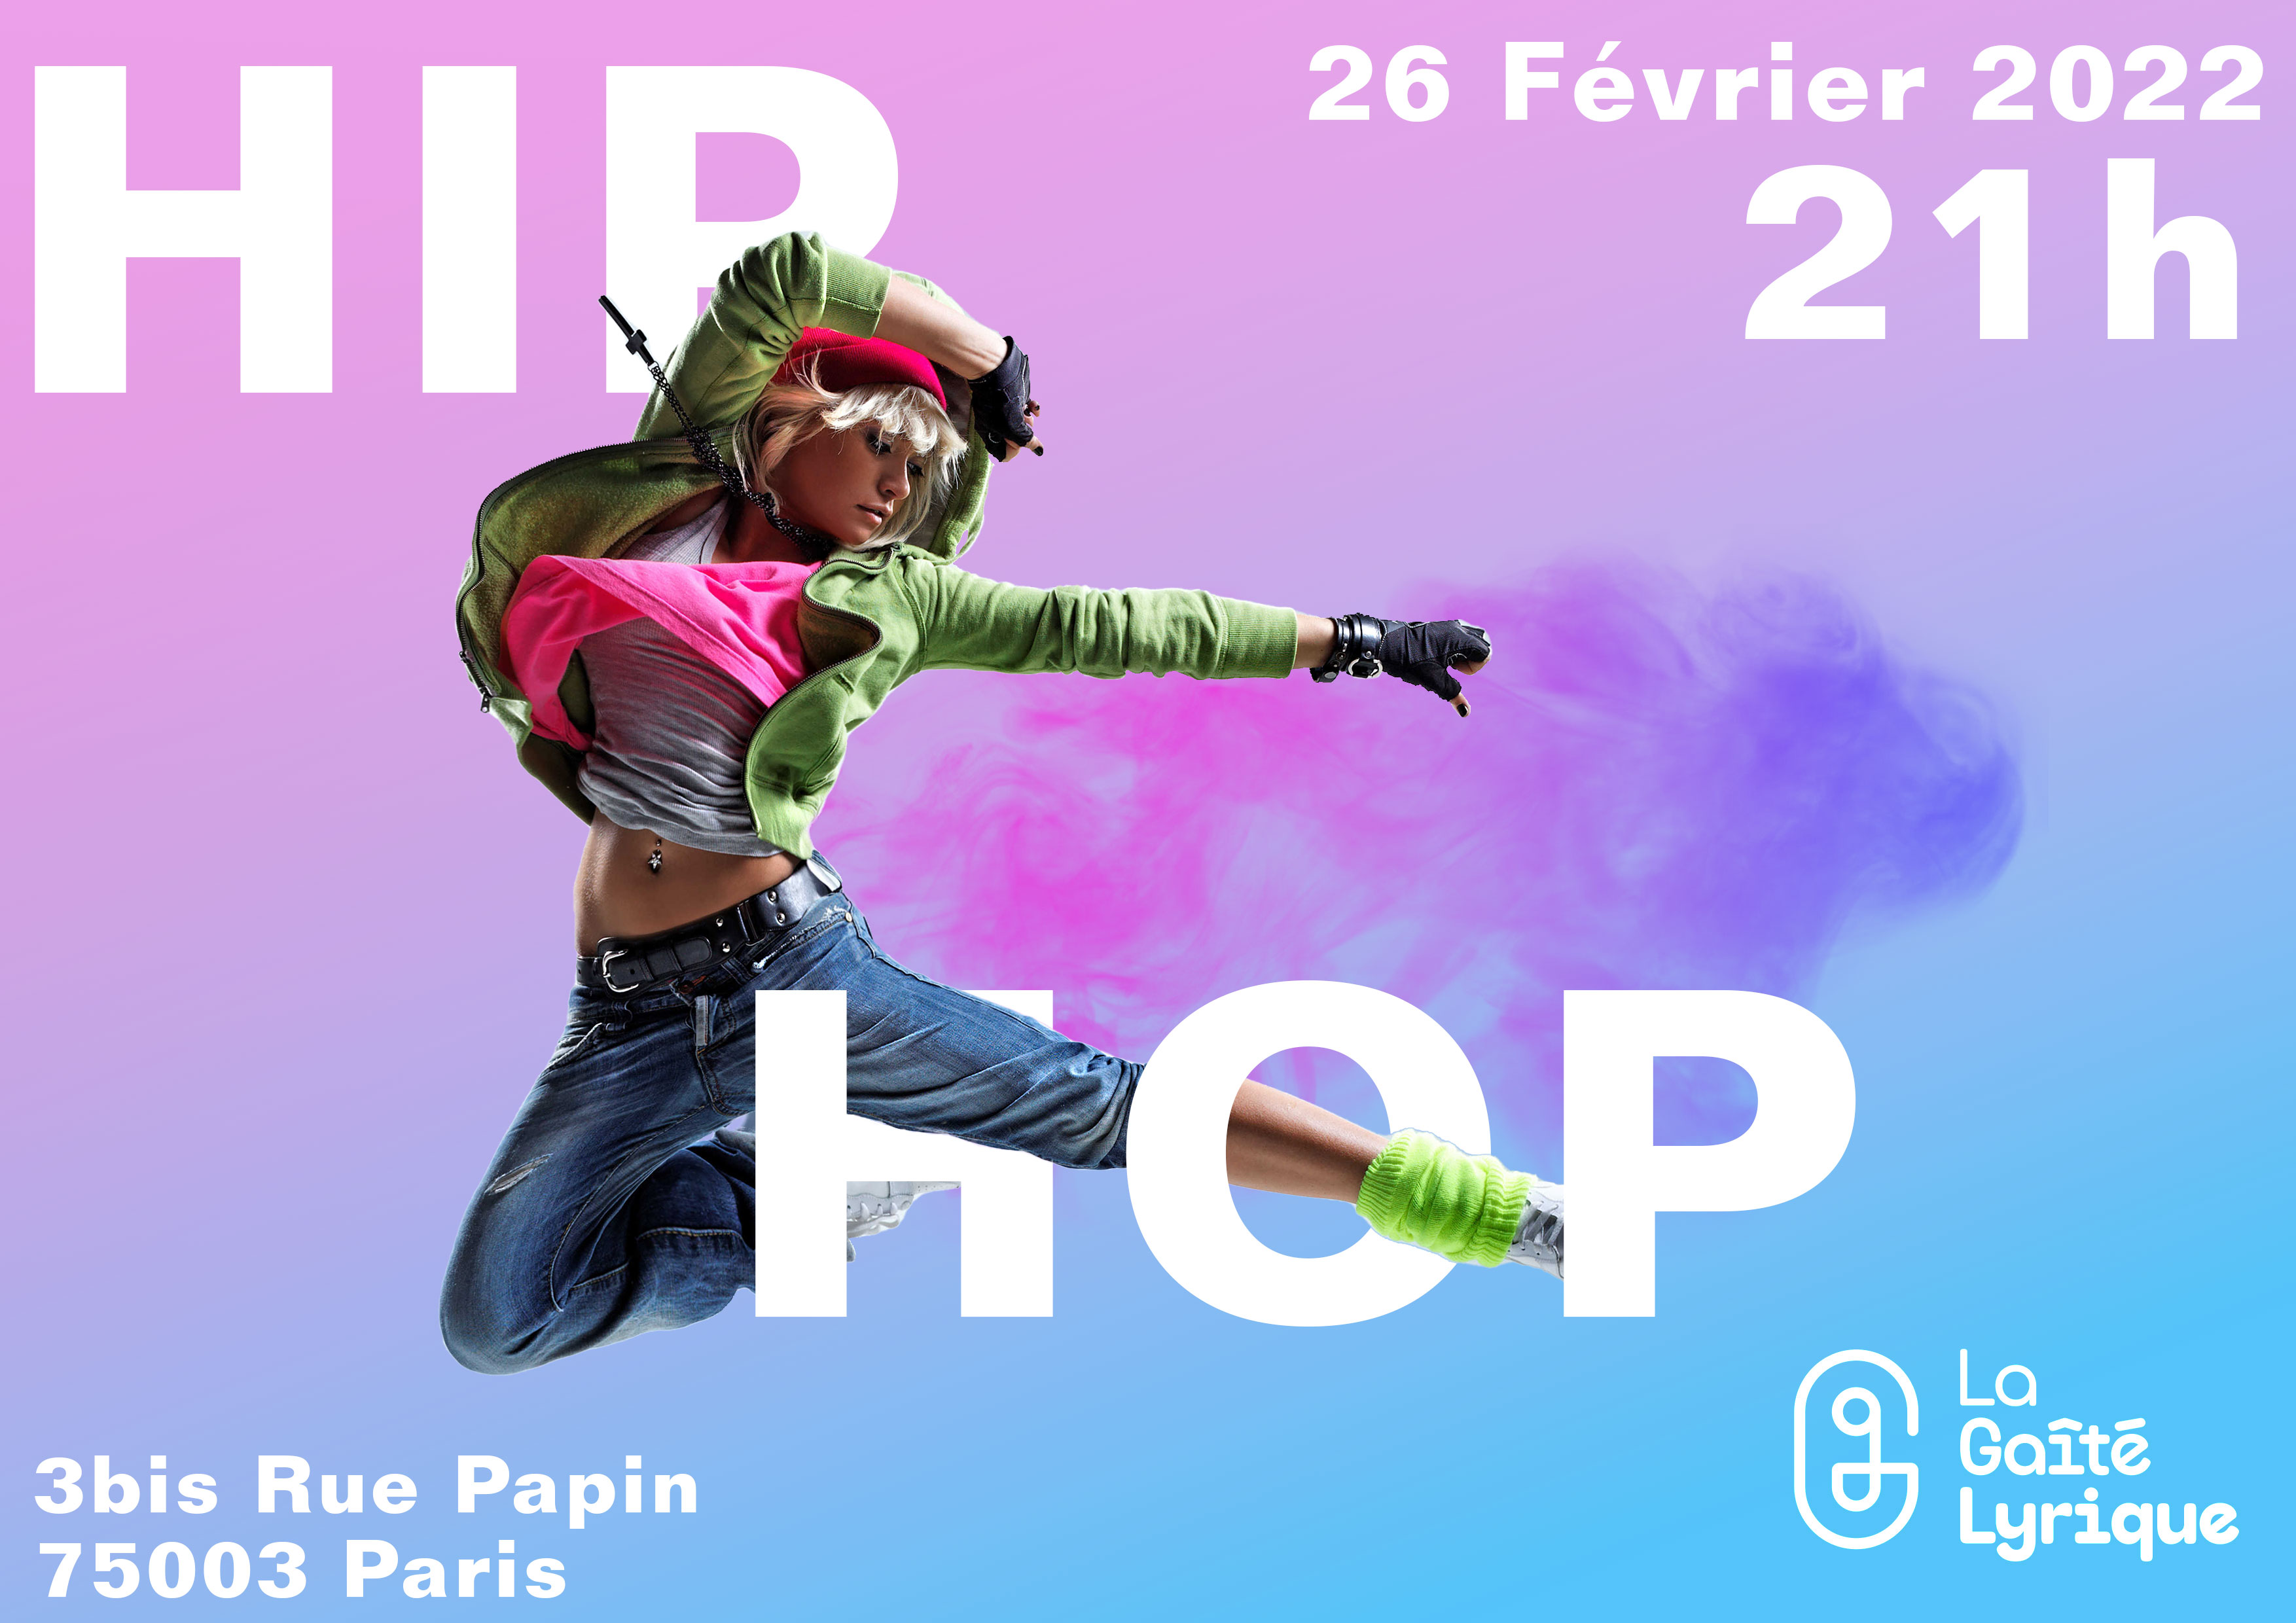 HIP
26 Février 2022
21h
HOP
3bis Rue Papin
75003 Paris
La
Gaîté
Lyrique